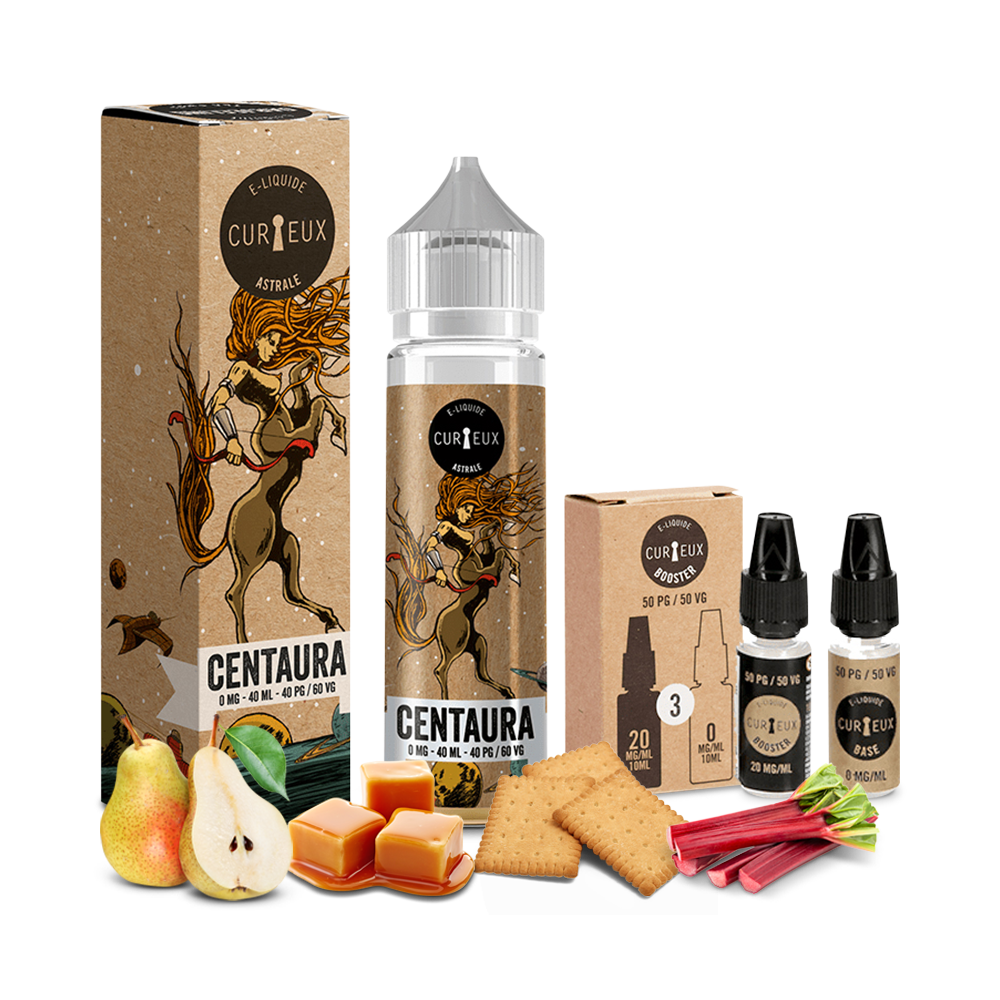 E-LIQUIDE
CURIEUX
ASTRALE
CENTAURA
0 MG - 40 ML - 40 PG / 60 VG
E-LIQUIDE
CURIEUX
ASTRALE
CENTAURA
0 MG - 40 ML - 40 PG / 60 VG
E-LIQUIDE
CURIEUX
BOOSTER
50 PG / 50 VG
3
20
MG/ML
10ML
0
MG/ML
10ML
50 PG / 50 VG
E-LIQUIDE
CURIEUX
BOOSTER
20 MG/ML
50 PG / 50 VG
E-LIQUIDE
CURIEUX
BASE
0 MG/ML